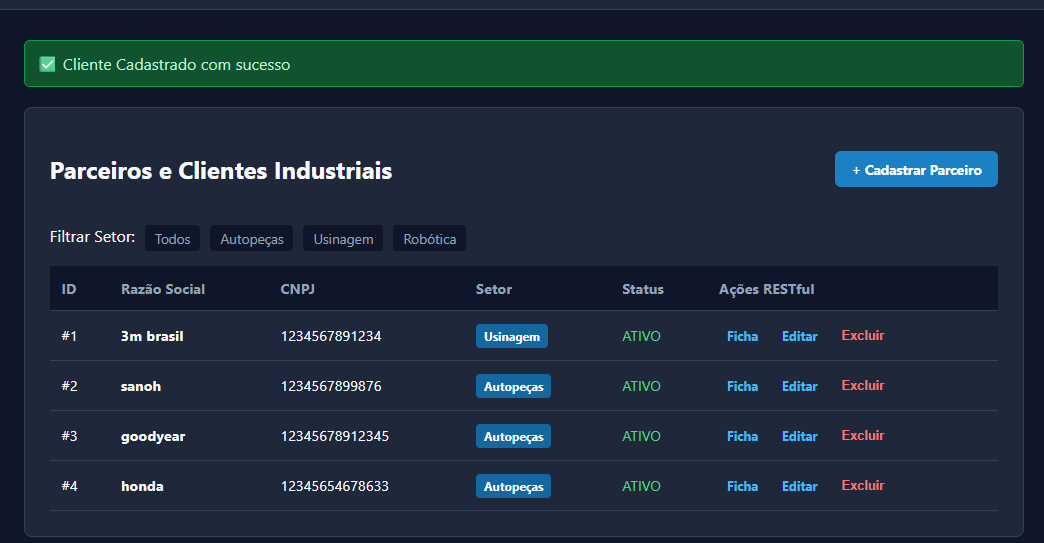 ✅ Cliente Cadastrado com sucesso
Parceiros e Clientes Industriais
+ Cadastrar Parceiro
Filtrar Setor: Todos Autopeças Usinagem Robótica
ID Razão Social CNPJ Setor Status Ações RESTful
#1 3m brasil 1234567891234 Usinagem ATIVO Ficha Editar Excluir
#2 sanoh 1234567899876 Autopeças ATIVO Ficha Editar Excluir
#3 goodyear 12345678912345 Autopeças ATIVO Ficha Editar Excluir
#4 honda 12345654678633 Autopeças ATIVO Ficha Editar Excluir